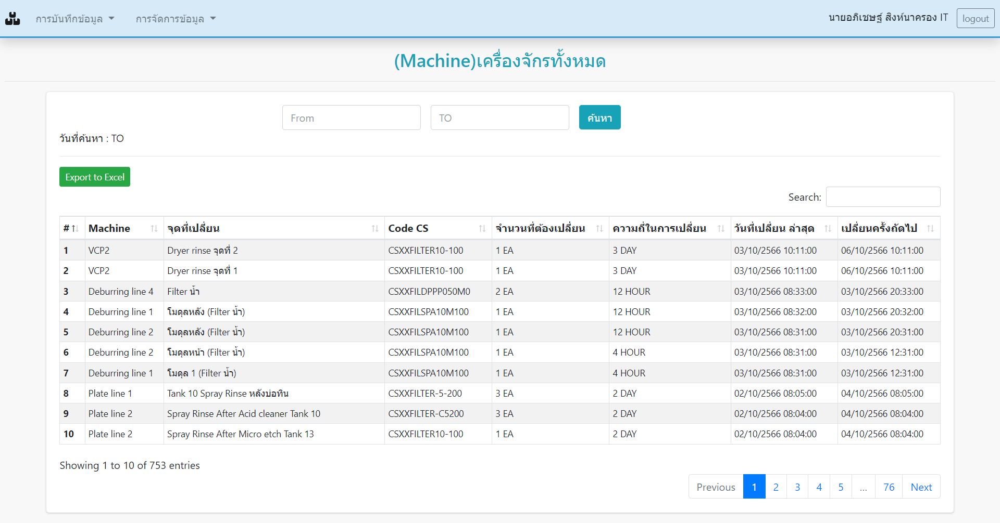 การบันทึกข้อมูล การจัดการข้อมูล นายอภิเชษฐ์ สิงห์นาครอง IT logout
(Machine)เครื่องจักรทั้งหมด
From TO ค้นหา
วันที่ค้นหา : TO
Export to Excel
Search:
# Machine จุดที่เปลี่ยน Code CS จำนวนที่ต้องเปลี่ยน ความถี่ในการเปลี่ยน วันที่เปลี่ยน ล่าสุด เปลี่ยนครั้งถัดไป
1 VCP2 Dryer rinse จุดที่ 2 CSXXFILTER10-100 1 EA 3 DAY 03/10/2566 10:11:00 06/10/2566 10:11:00
2 VCP2 Dryer rinse จุดที่ 1 CSXXFILTER10-100 1 EA 3 DAY 03/10/2566 10:11:00 06/10/2566 10:11:00
3 Deburring line 4 Filter น้ำ CSXXFILDPPP050M0 2 EA 12 HOUR 03/10/2566 08:33:00 03/10/2566 20:33:00
4 Deburring line 1 โมดุลหลัง (Filter น้ำ) CSXXFILSPA10M100 1 EA 12 HOUR 03/10/2566 08:32:00 03/10/2566 20:32:00
5 Deburring line 2 โมดุลหลัง (Filter น้ำ) CSXXFILSPA10M100 1 EA 12 HOUR 03/10/2566 08:31:00 03/10/2566 20:31:00
6 Deburring line 2 โมดุลหน้า (Filter น้ำ) CSXXFILSPA10M100 1 EA 4 HOUR 03/10/2566 08:31:00 03/10/2566 12:31:00
7 Deburring line 1 โมดุล 1 (Filter น้ำ) CSXXFILSPA10M100 1 EA 4 HOUR 03/10/2566 08:31:00 03/10/2566 12:31:00
8 Plate line 1 Tank 10 Spray Rinse หลังบ่อทิน CSXXFILTER-5-200 3 EA 2 DAY 02/10/2566 08:05:00 04/10/2566 08:05:00
9 Plate line 2 Spray Rinse After Acid cleaner Tank 10 CSXXFILTER-C5200 3 EA 2 DAY 02/10/2566 08:04:00 04/10/2566 08:04:00
10 Plate line 2 Spray Rinse After Micro etch Tank 13 CSXXFILTER10-100 1 EA 2 DAY 02/10/2566 08:04:00 04/10/2566 08:04:00
Showing 1 to 10 of 753 entries
Previous 1 2 3 4 5 … 76 Next